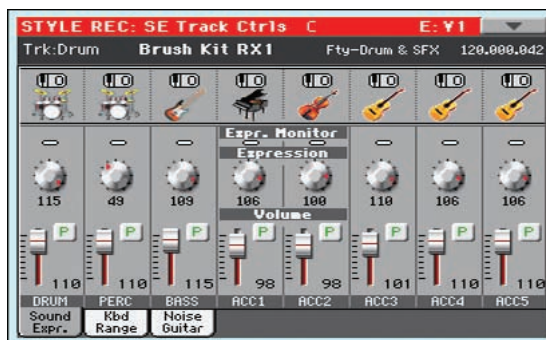 STYLE REC: SE Track Ctrls C E: ¥1
Trk:Drum Brush Kit RX1 Fty-Drum & SFX 120.000.042
Expr. Monitor
Expression
115 49 109 106 100 110 106 106
Volume
P P P P P P P P
110 110 115 98 98 101 110 110
DRUM PERC BASS ACC1 ACC2 ACC3 ACC4 ACC5
Sound Expr. Kbd Range Noise Guitar